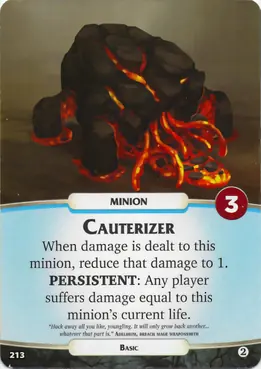 MINION
3
CAUTERIZER
When damage is dealt to this
minion, reduce that damage to 1.
PERSISTENT: Any player
suffers damage equal to this
minion's current life.
"Hack away all you like, youngling. It will only grow back another...
whatever that part is." Adelheim, Breach Mage Weaponsmith
213
BASIC
2